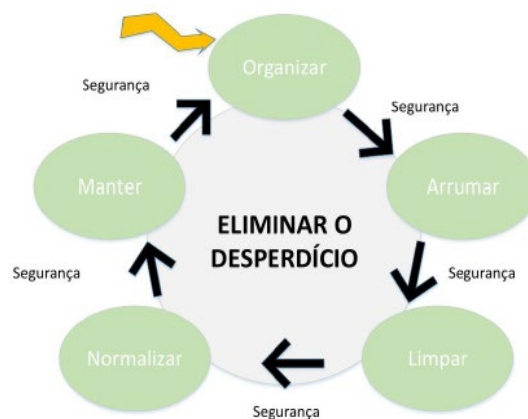 Organizar
Segurança
Segurança
Manter
Arrumar
ELIMINAR O
DESPERDÍCIO
Segurança
Segurança
Normalizar
Limpar
Segurança